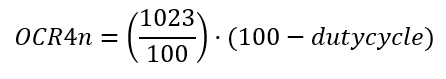 OCR4n = (1023/100) · (100 − dutycycle)